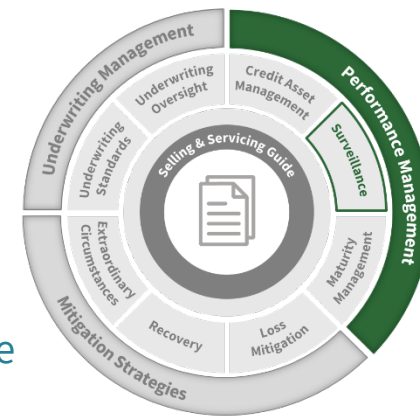 Underwriting Management
Performance Management
Mitigation Strategies
Underwriting
Oversight
Credit Asset
Management
Surveillance
Maturity
Management
Loss
Mitigation
Recovery
Extraordinary
Circumstances
Underwriting
Standards
Selling & Servicing Guide
e